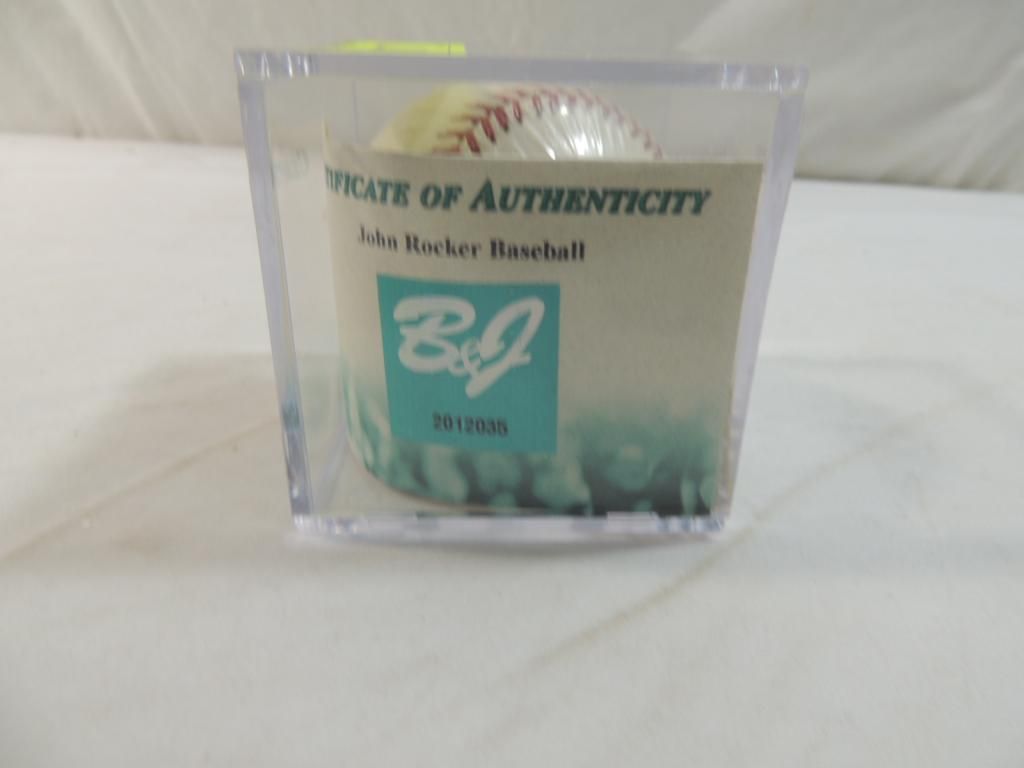 TIFICATE OF AUTHENTICITY
John Rocker Baseball
B&J
2012035